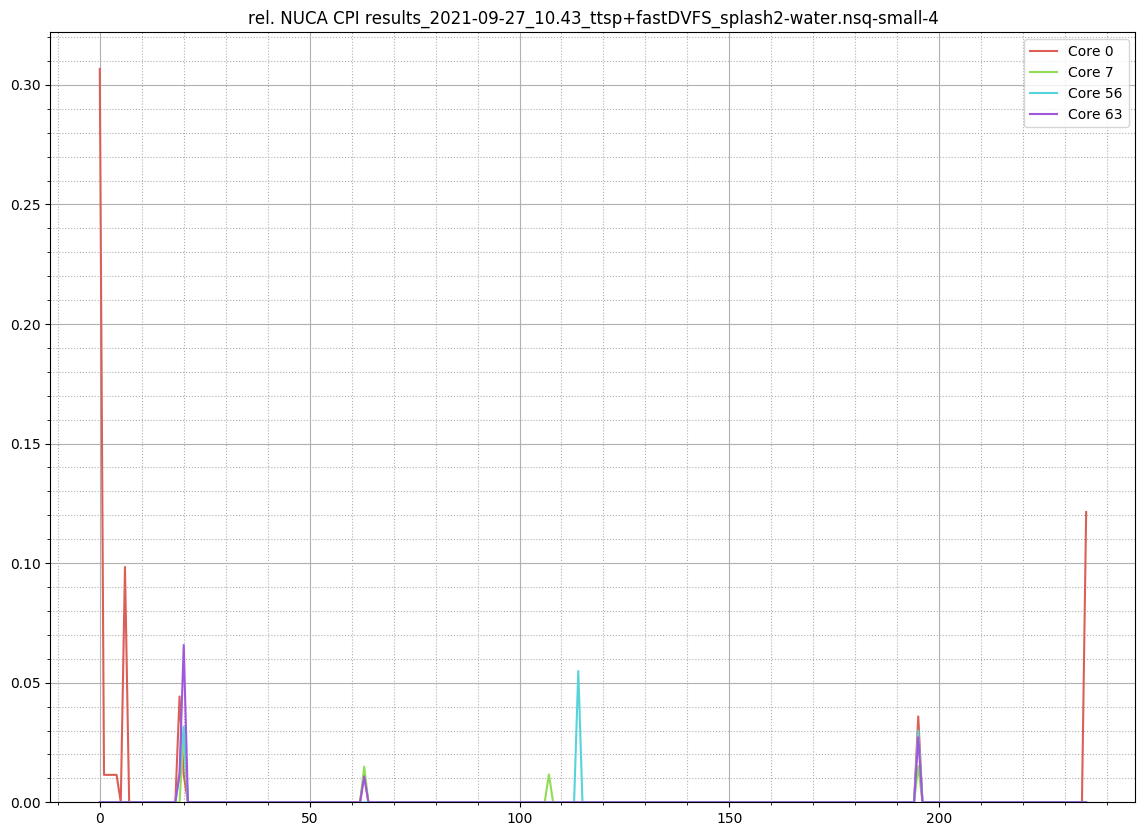 rel. NUCA CPI results_2021-09-27_10.43_ttsp+fastDVFS_splash2-water.nsq-small-4
Core 0
Core 7
Core 56
Core 63
0.30
0.25
0.20
0.15
0.10
0.05
0.00
0
50
100
150
200